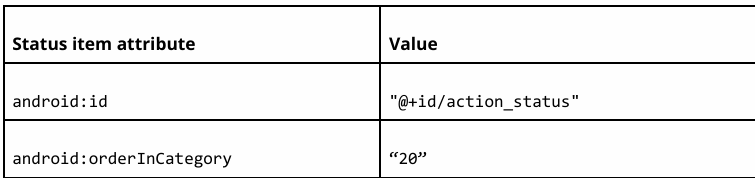 Status item attribute Value
android:id "@+id/action_status"
android:orderInCategory “20”